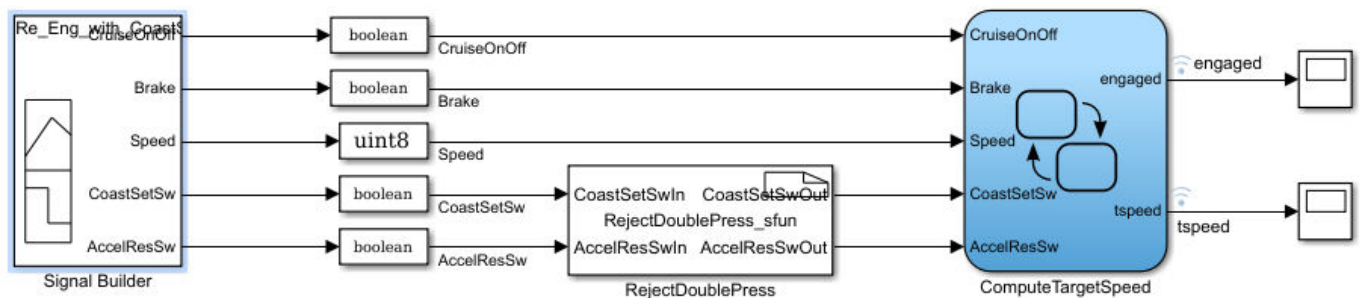 Re_Eng_with_CoastS
CruiseOnOff
boolean
CruiseOnOff
CruiseOnOff
engaged
engaged
Brake
boolean
Brake
Brake
Speed
uint8
Speed
Speed
CoastSetSw
boolean
CoastSetSw
CoastSetSwIn
CoastSetSwOut
CoastSetSw
RejectDoublePress_sfun
tspeed
tspeed
AccelResSw
boolean
AccelResSw
AccelResSwIn
AccelResSwOut
AccelResSw
Signal Builder
RejectDoublePress
ComputeTargetSpeed